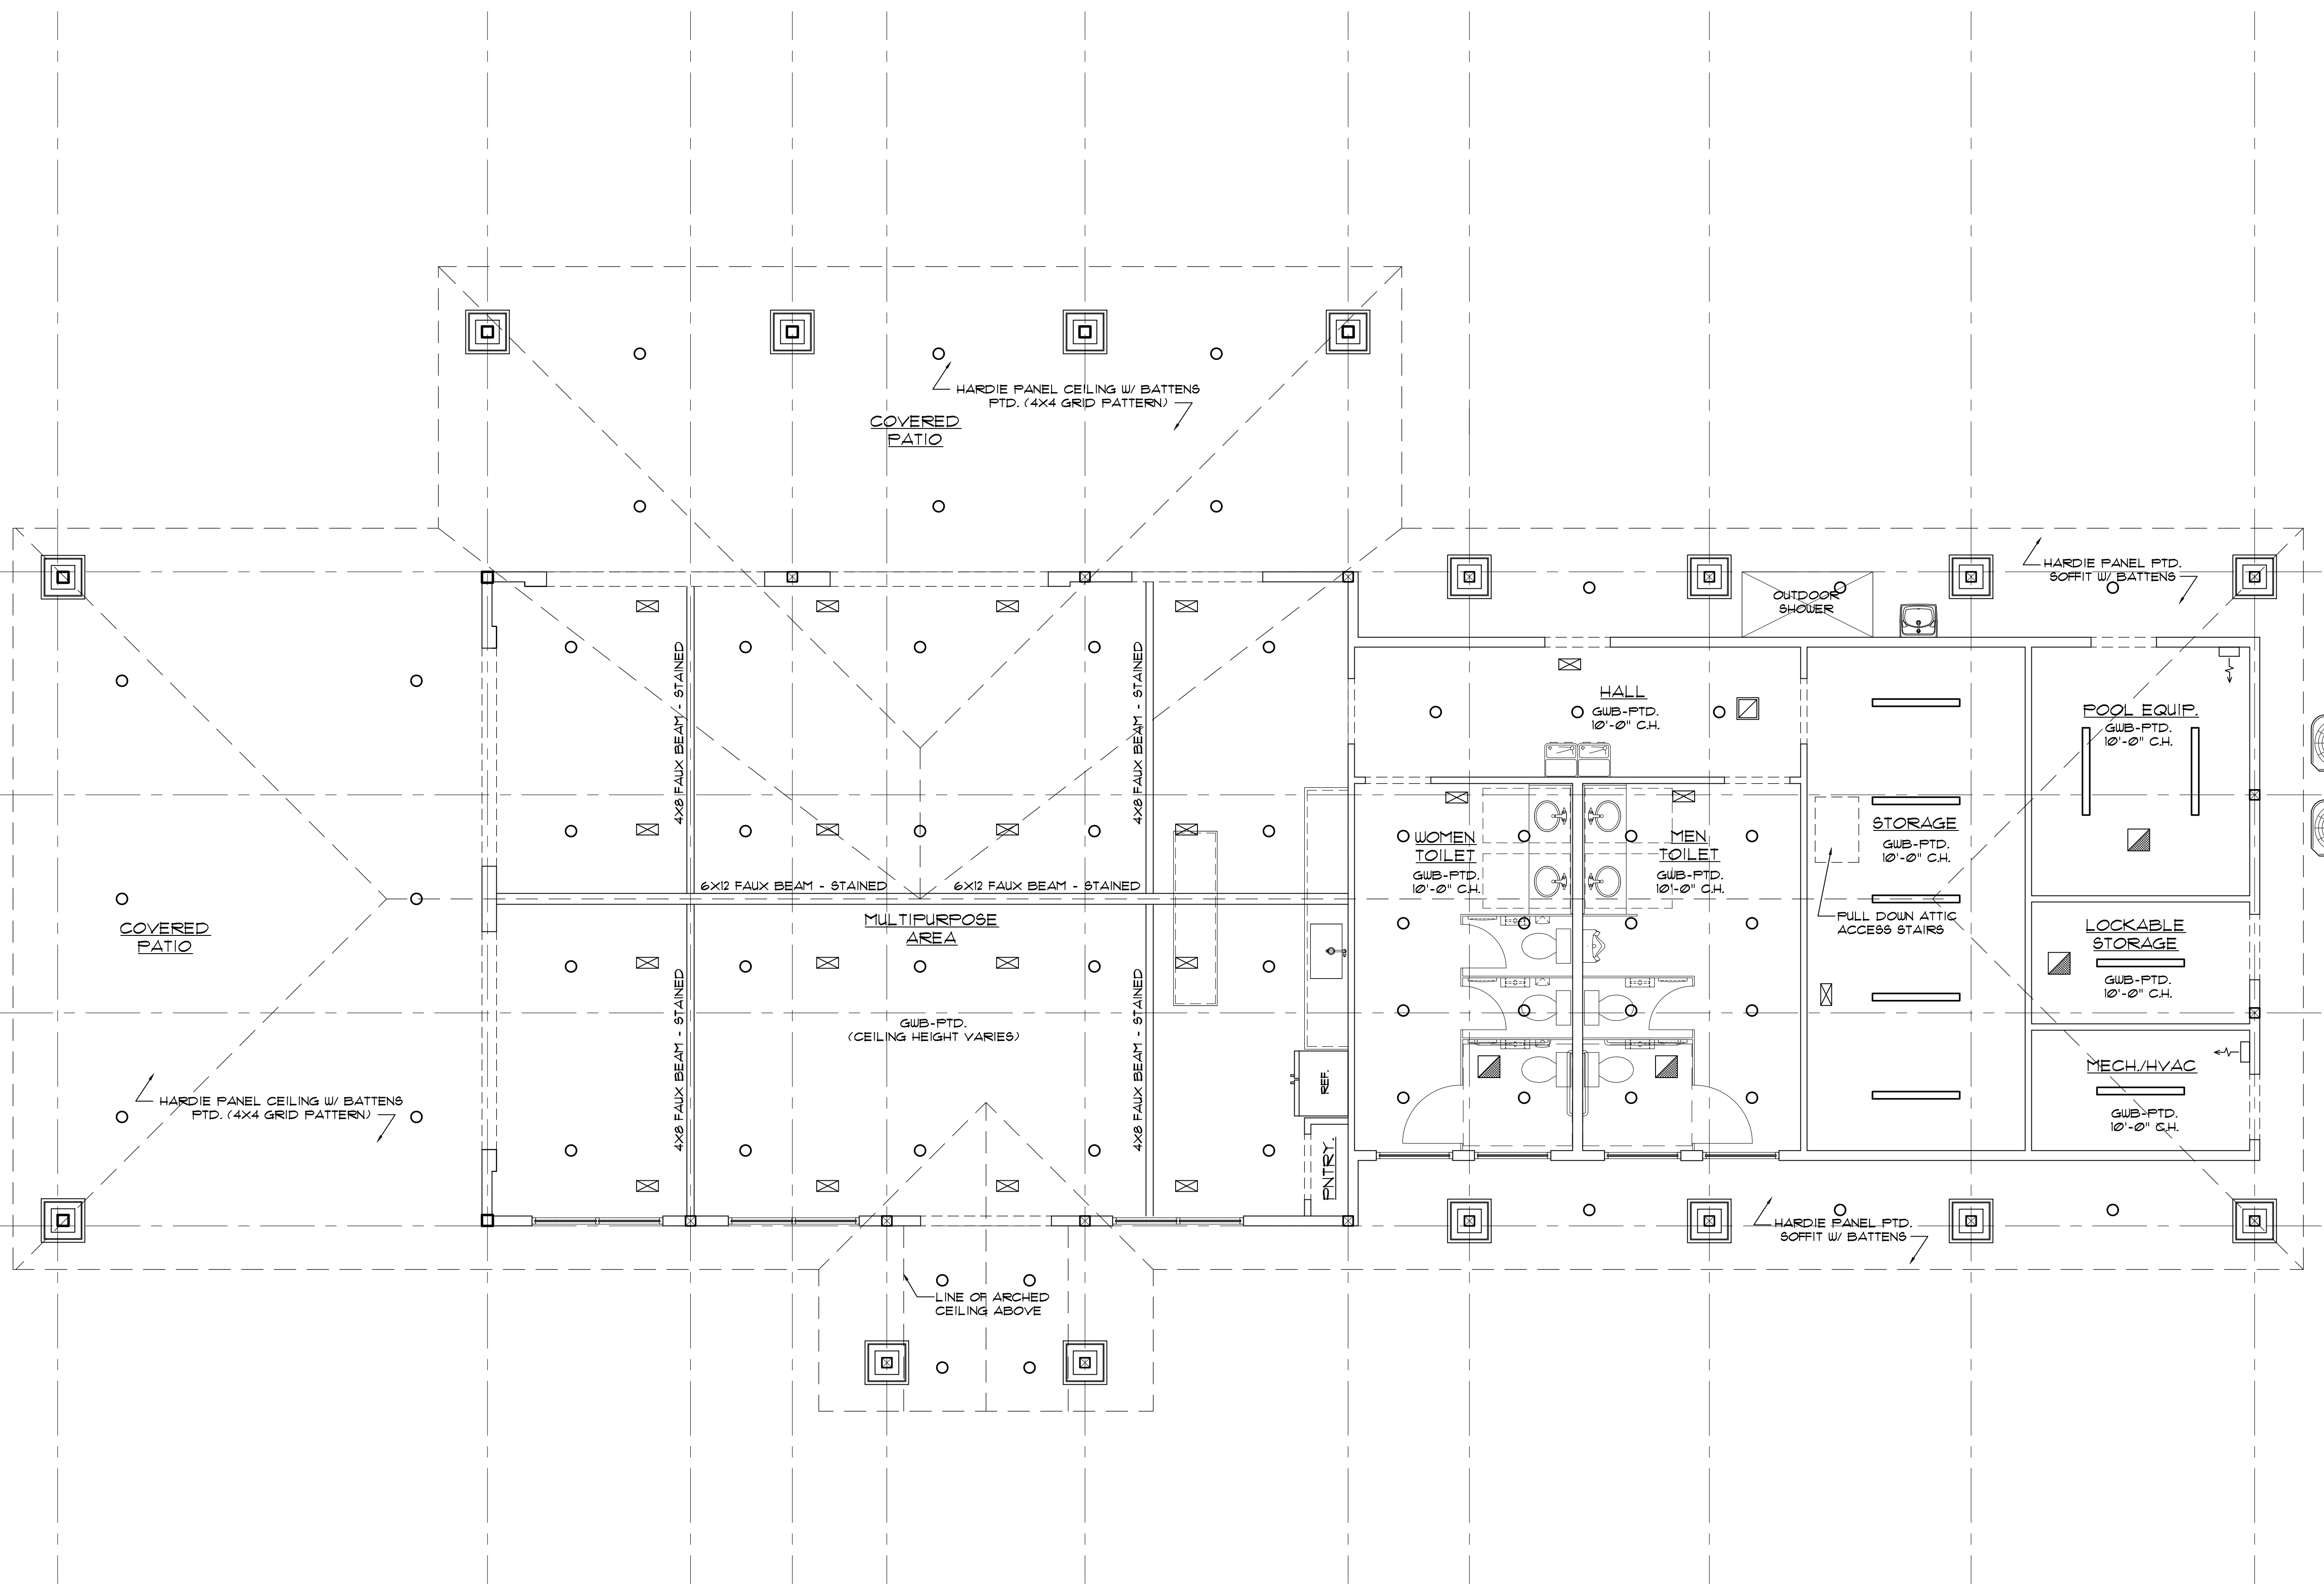 HARDIE PANEL CEILING W/ BATTENS
PTD. (4X4 GRID PATTERN)
COVERED
PATIO
HARDIE PANEL PTD.
SOFFIT W/ BATTENS
OUTDOOR
SHOWER
4X8 FAUX BEAM - STAINED
4X8 FAUX BEAM - STAINED
HALL
GWB-PTD.
10'-0" C.H.
POOL EQUIP.
GWB-PTD.
10'-0" C.H.
STORAGE
GWB-PTD.
10'-0" C.H.
WOMEN
TOILET
GWB-PTD.
10'-0" C.H.
MEN
TOILET
GWB-PTD.
10'-0" C.H.
6X12 FAUX BEAM - STAINED
6X12 FAUX BEAM - STAINED
MULTIPURPOSE
AREA
PULL DOWN ATTIC
ACCESS STAIRS
LOCKABLE
STORAGE
GWB-PTD.
10'-0" C.H.
COVERED
PATIO
GWB-PTD.
(CEILING HEIGHT VARIES)
4X8 FAUX BEAM - STAINED
4X8 FAUX BEAM - STAINED
REF.
MECH./HVAC
GWB-PTD.
10'-0" C.H.
HARDIE PANEL CEILING W/ BATTENS
PTD. (4X4 GRID PATTERN)
PNTRY.
HARDIE PANEL PTD.
SOFFIT W/ BATTENS
LINE OF ARCHED
CEILING ABOVE